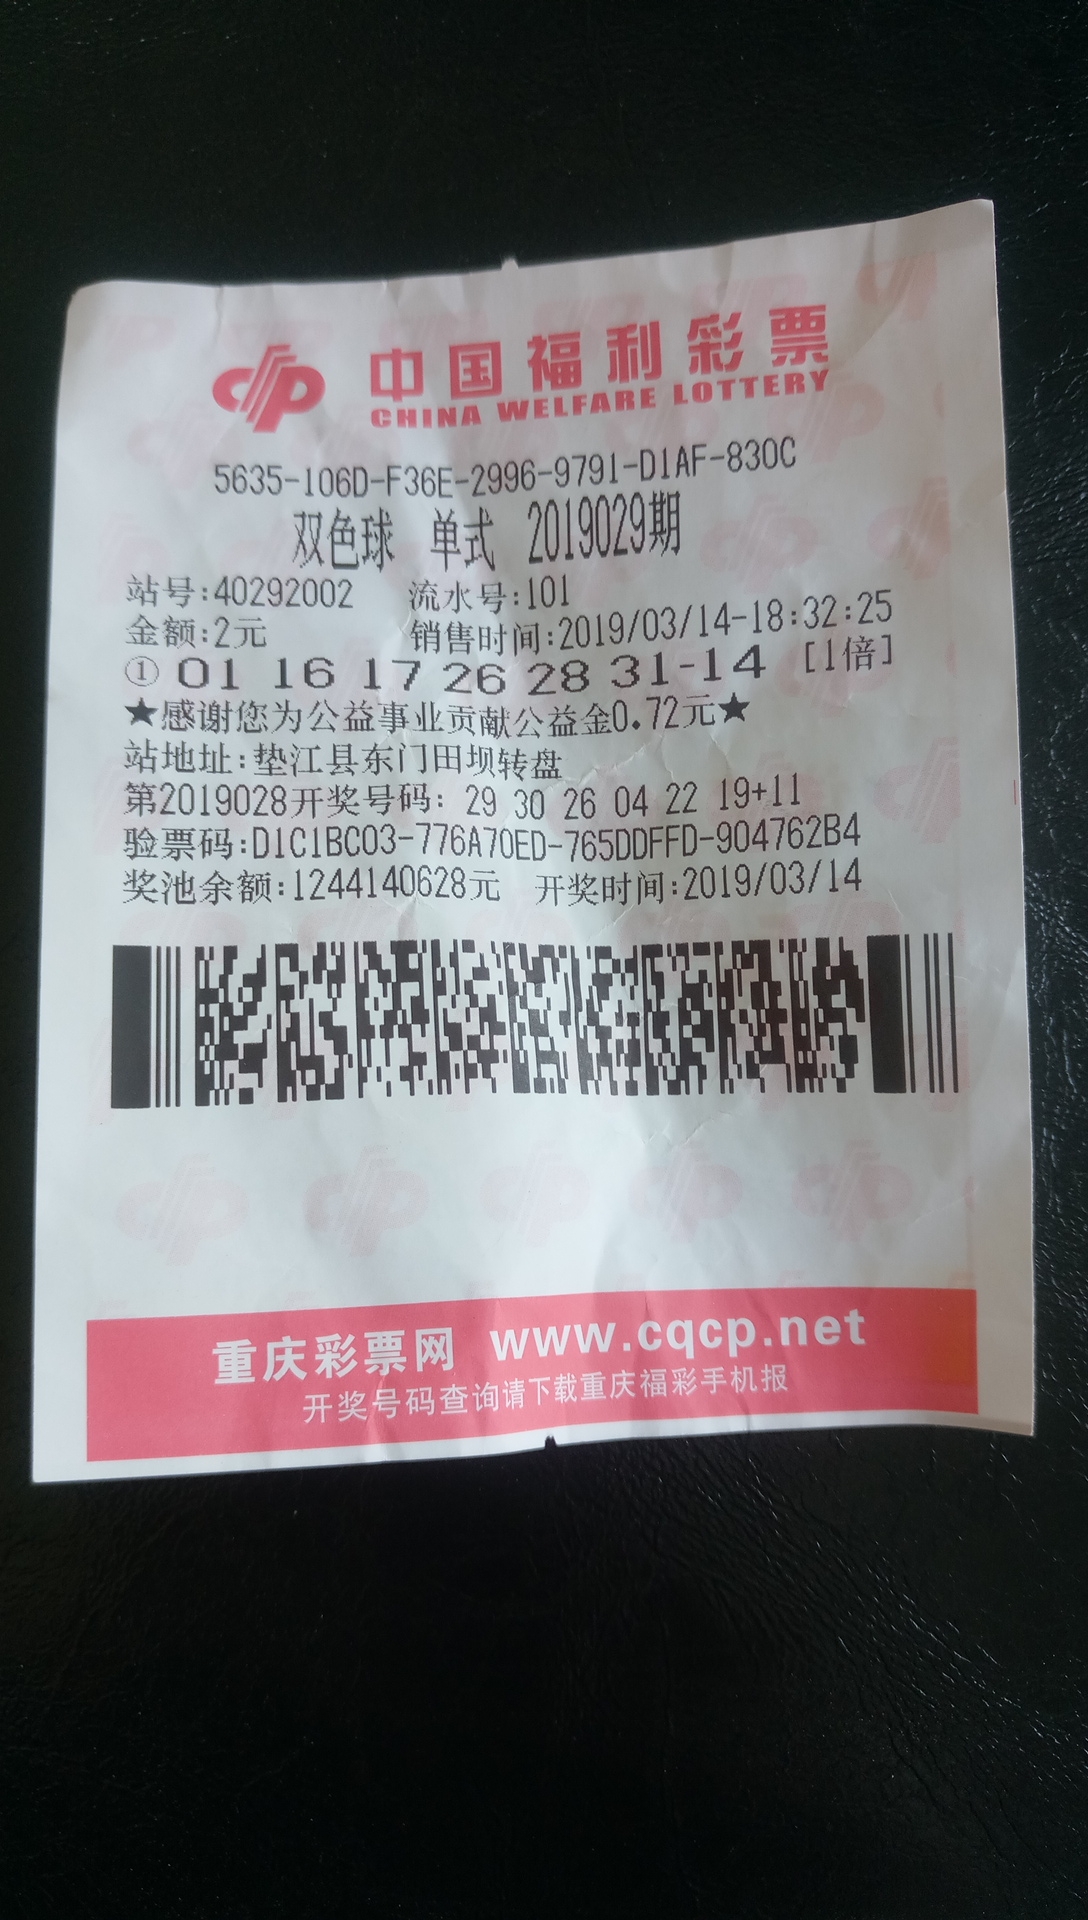 中国福利彩票
CHINA WELFARE LOTTERY
5635-106D-F36E-2996-9791-D1AF-830C
双色球 单式 2019029期
站号:40292002 流水号:101
金额:2元 销售时间:2019/03/14-18:32:25
① 01 16 17 26 28 31-14 [1倍]
★感谢您为公益事业贡献公益金0.72元★
站地址:垫江县东门田坝转盘
第2019028开奖号码: 29 30 26 04 22 19+11
验票码:D1C1BC03-776A70ED-765DDFFD-904762B4
奖池余额:1244140628元 开奖时间:2019/03/14
重庆彩票网 www.cqcp.net
开奖号码查询请下载重庆福彩手机报